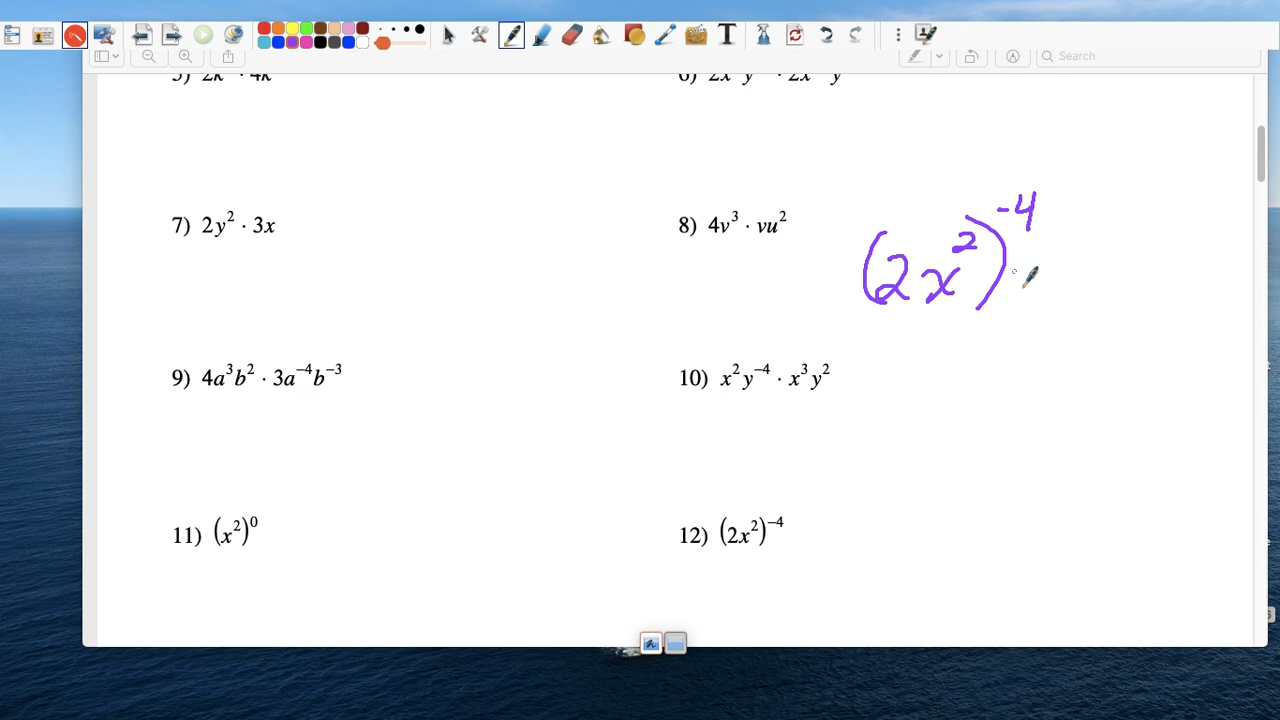 Search
7) 2y² · 3x
8) 4v³ · vu²
(2x²)⁻⁴
9) 4a³b² · 3a⁻⁴b⁻³
10) x²y⁻⁴ · x³y²
11) (x²)⁰
12) (2x²)⁻⁴